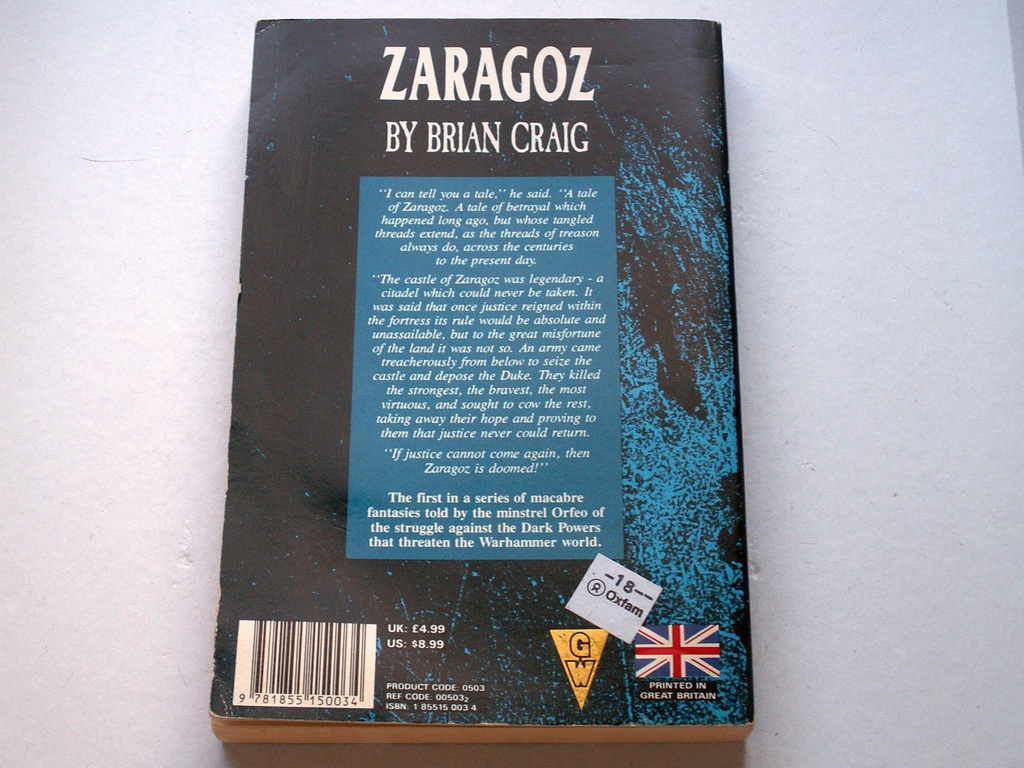 ZARAGOZ
BY BRIAN CRAIG
"I can tell you a tale," he said. "A tale
of Zaragoz. A tale of betrayal which
happened long ago, but whose tangled
threads extend, as the threads of treason
always do, across the centuries
to the present day.
"The castle of Zaragoz was legendary - a
citadel which could never be taken. It
was said that once justice reigned within
the fortress its rule would be absolute and
unassailable, but to the great misfortune
of the land it was not so. An army came
treacherously from below to seize the
castle and depose the Duke. They killed
the strongest, the bravest, the most
virtuous, and sought to cow the rest,
taking away their hope and proving to
them that justice never could return.
"If justice cannot come again, then
Zaragoz is doomed!"
The first in a series of macabre
fantasies told by the minstrel Orfeo of
the struggle against the Dark Powers
that threaten the Warhammer world.
-18--
Oxfam
UK: £4.99
US: $8.99
PRODUCT CODE: 0503
REF CODE: 00503₂
ISBN: 1 85515 003 4
9 781855 150034
G
W
PRINTED IN
GREAT BRITAIN